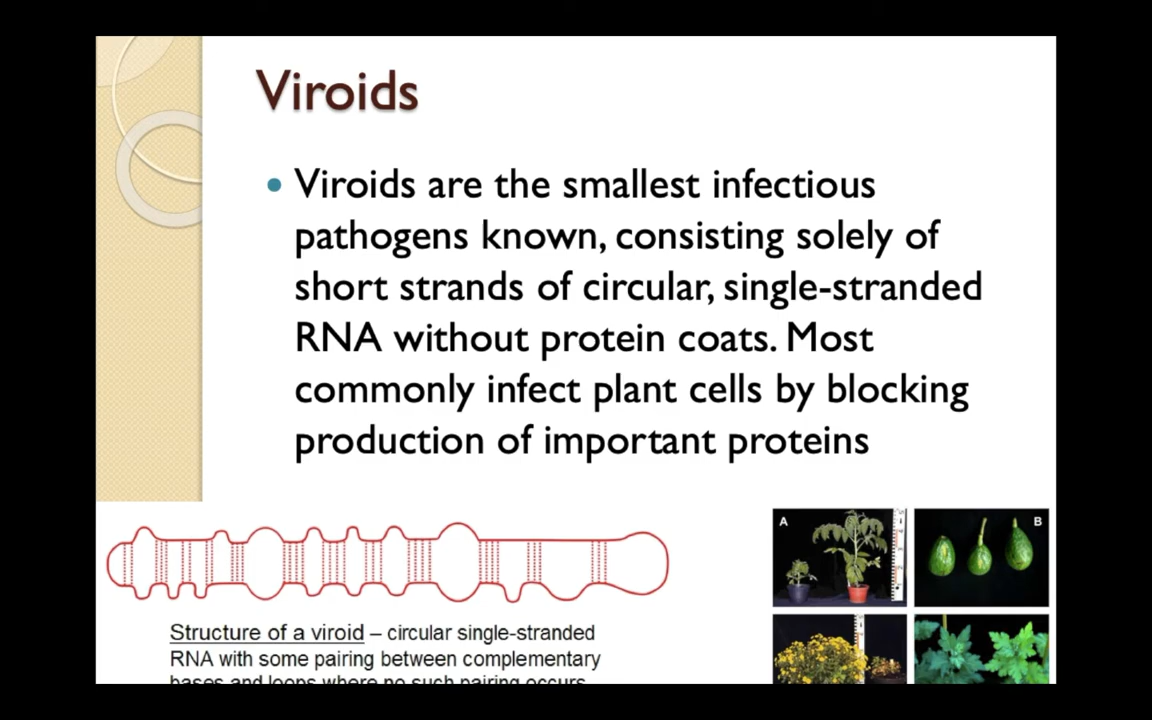 Viroids
• Viroids are the smallest infectious
pathogens known, consisting solely of
short strands of circular, single-stranded
RNA without protein coats. Most
commonly infect plant cells by blocking
production of important proteins
A
B
Structure of a viroid – circular single-stranded
RNA with some pairing between complementary
bases and loops where no such pairing occurs